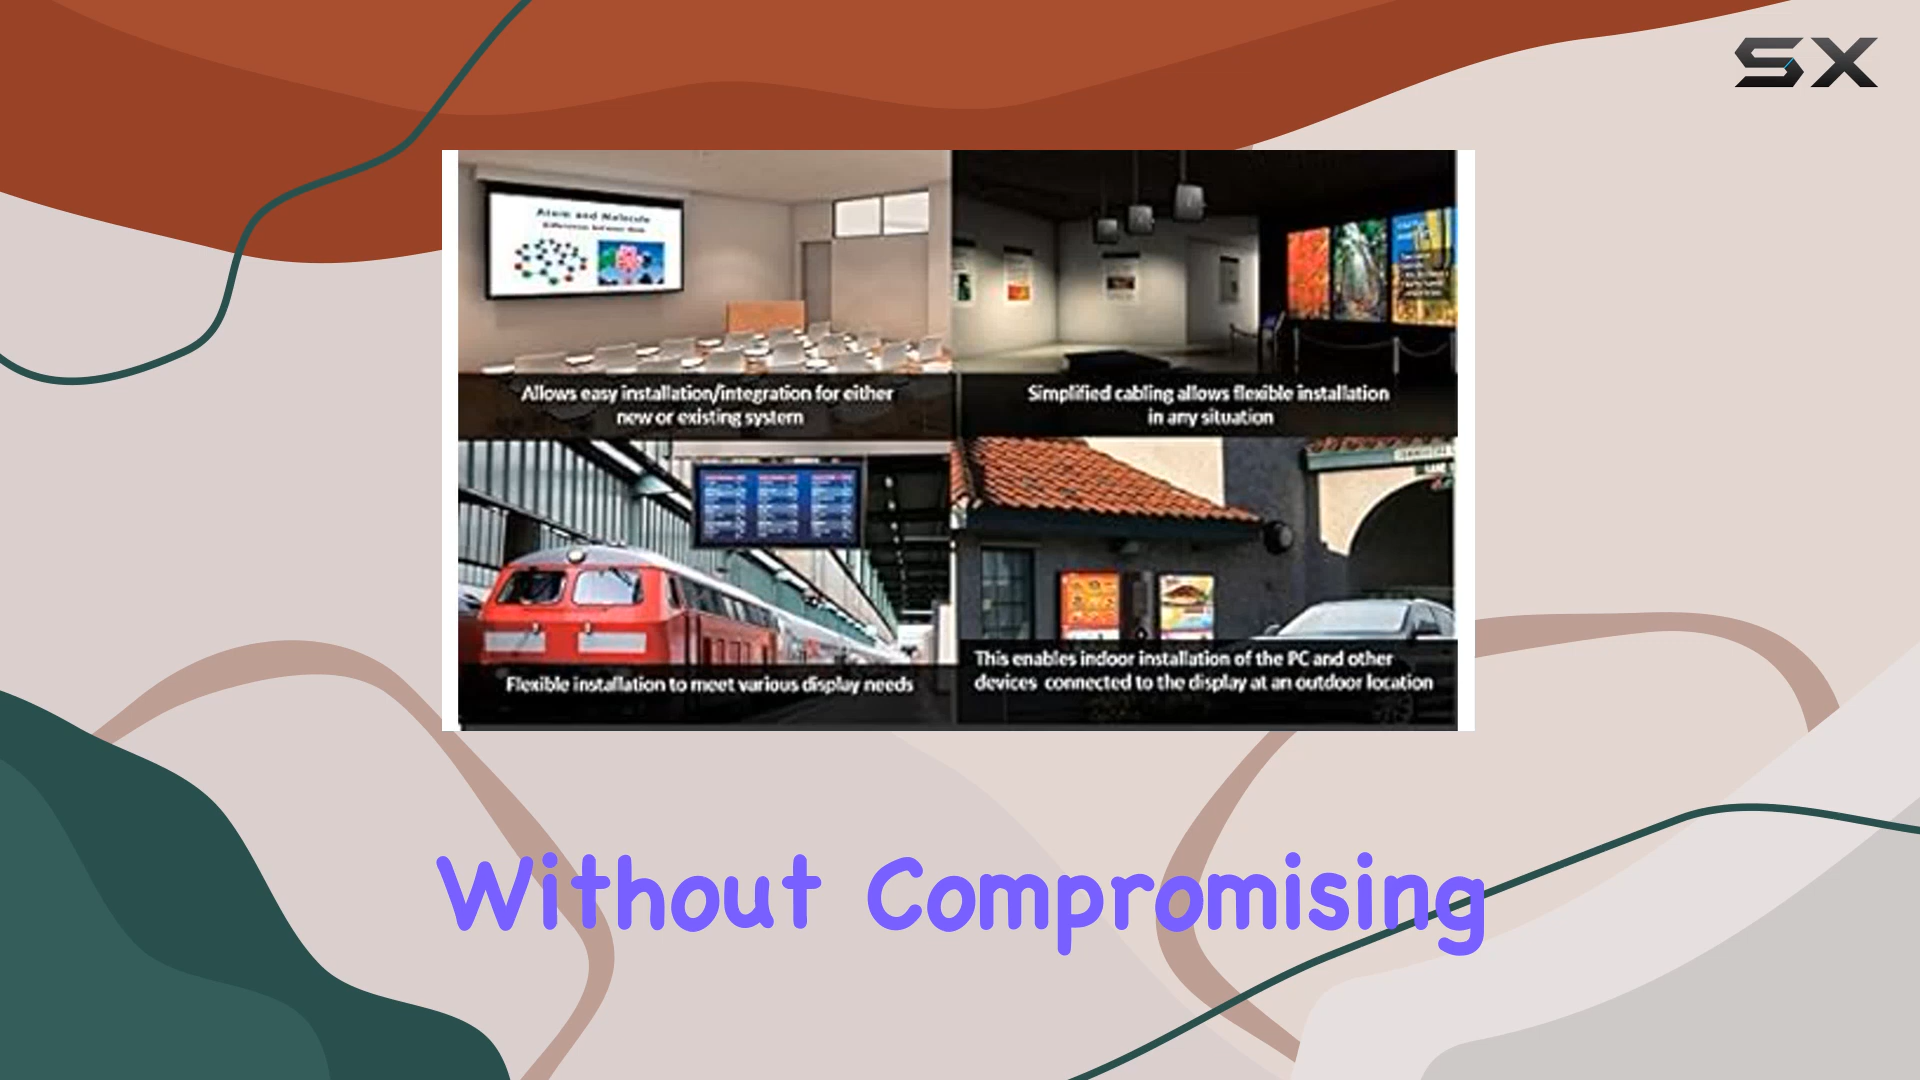 SX
Atom and Molecule
Allows easy installation/integration for either
new or existing system
Simplified cabling allows flexible installation
in any situation
Flexible installation to meet various display needs
This enables indoor installation of the PC and other
devices connected to the display at an outdoor location
Without Compromising